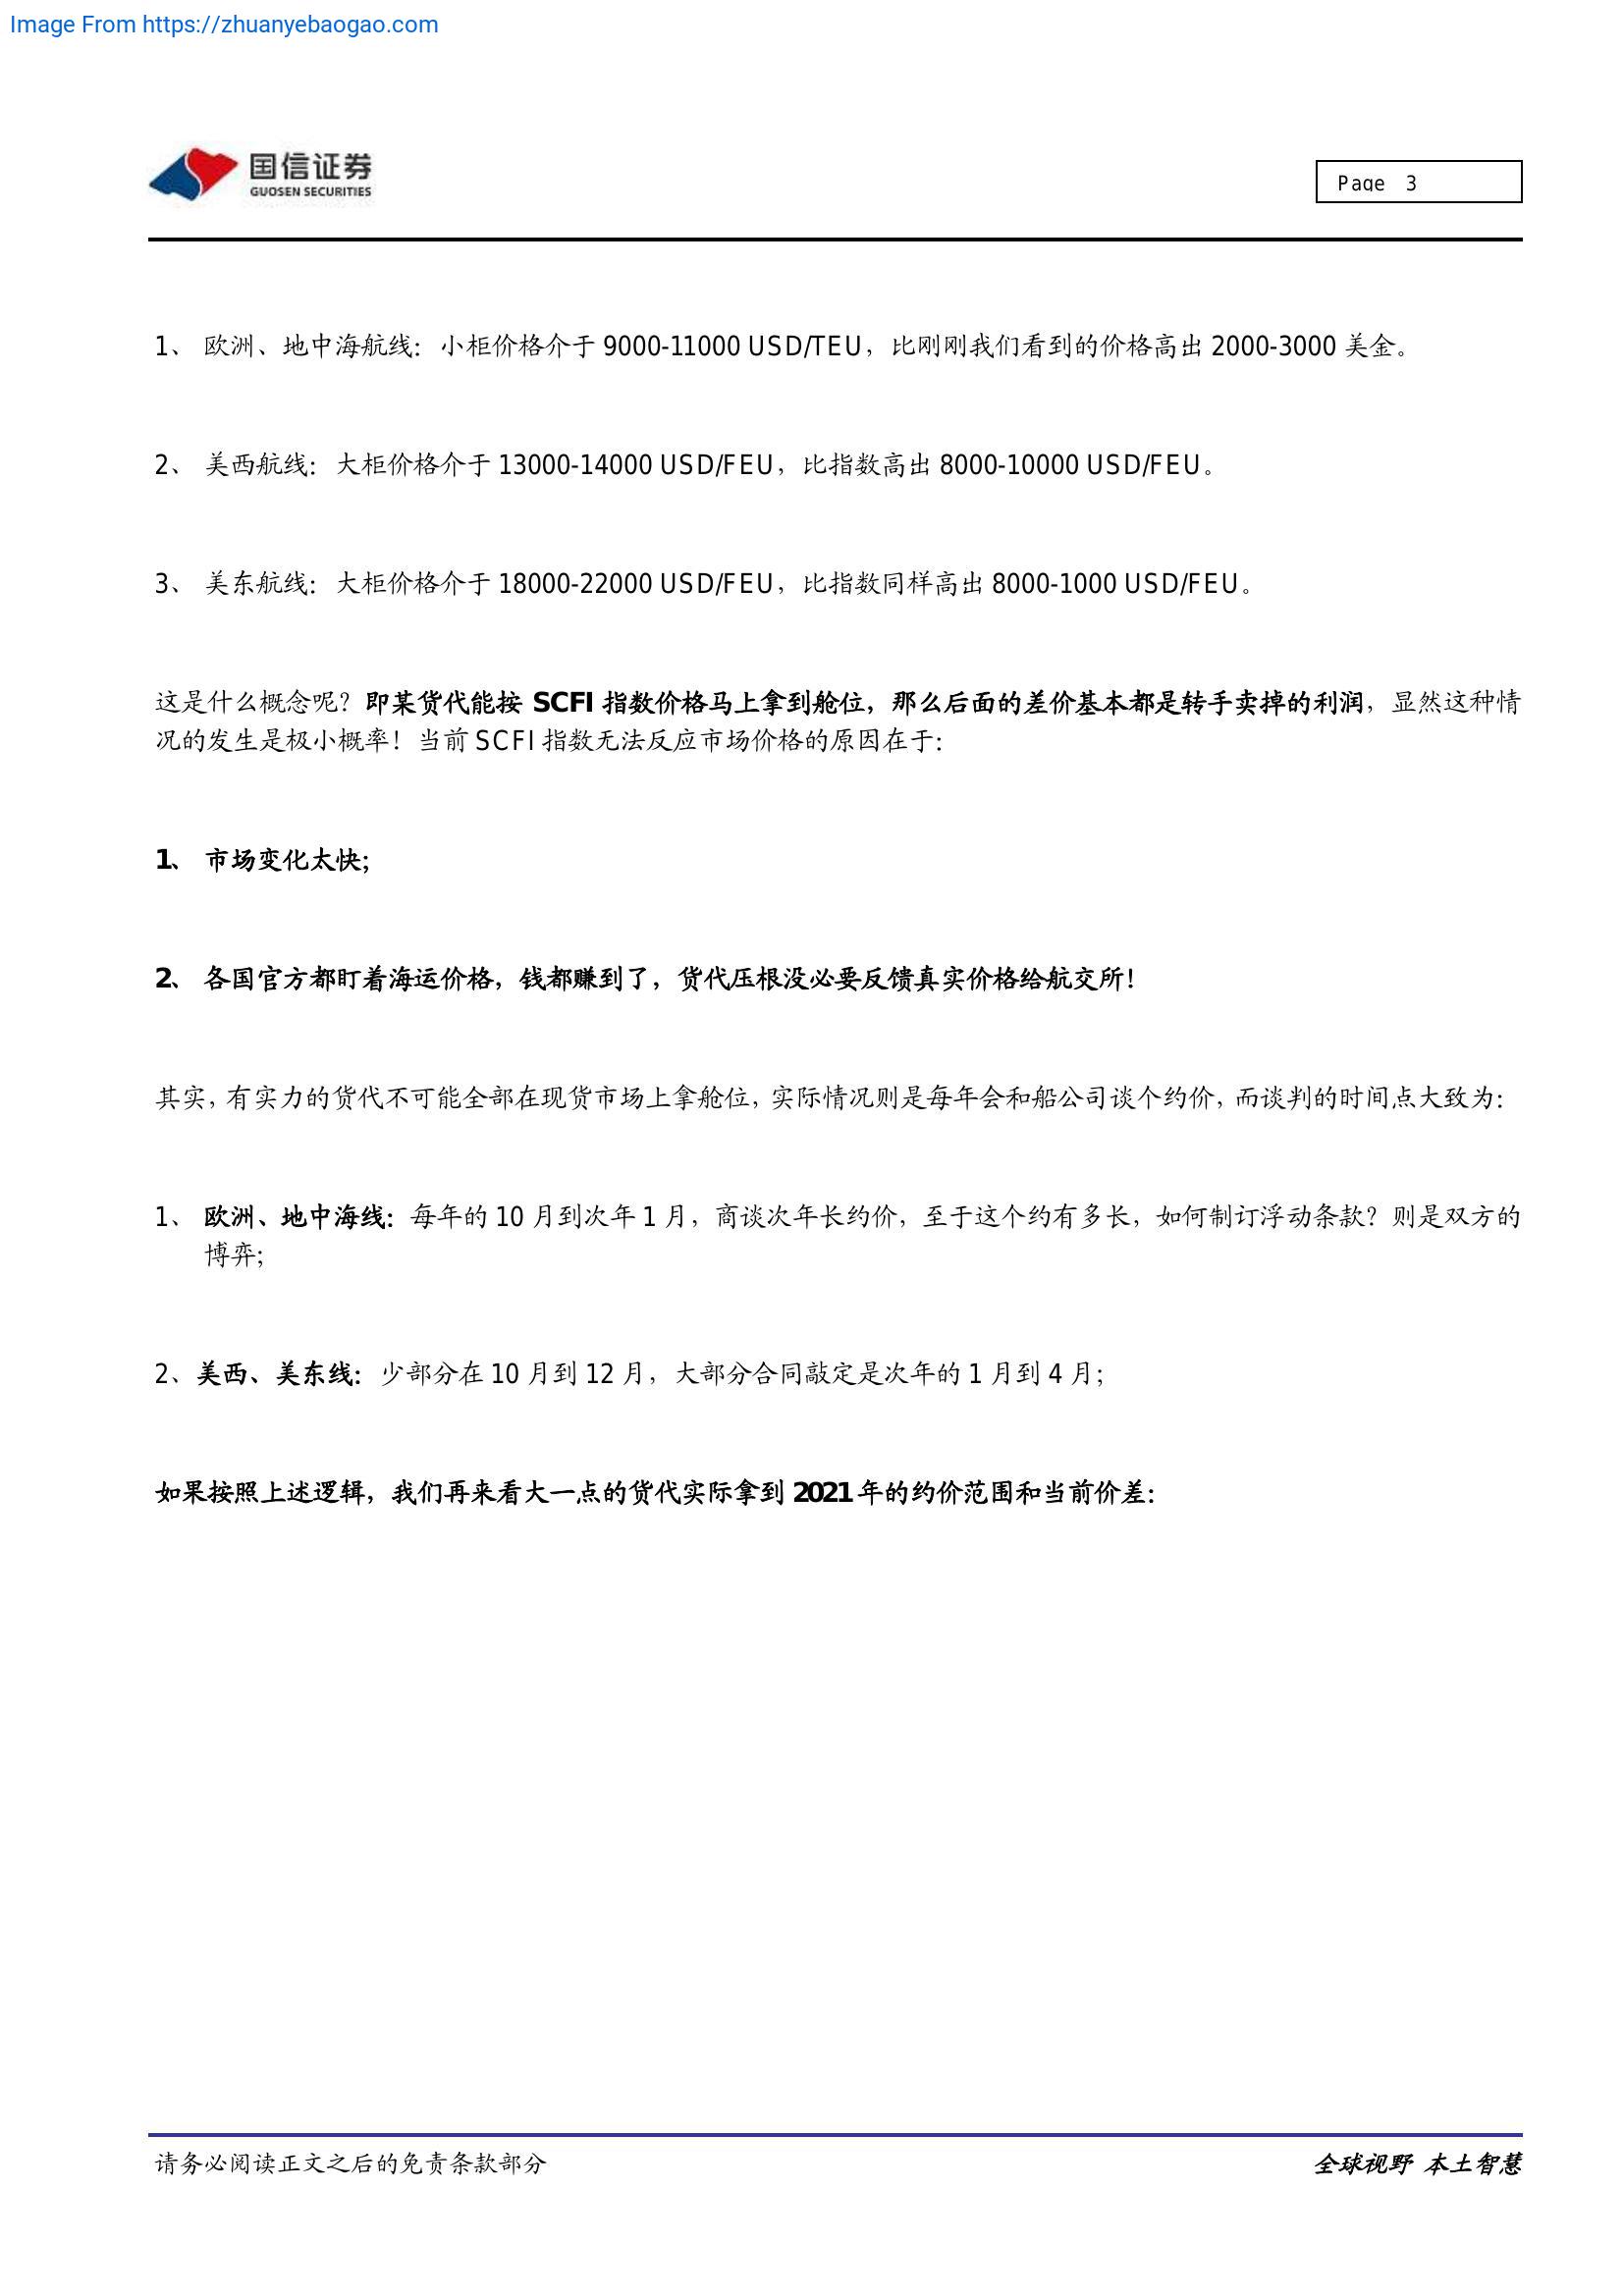 Image From https://zhuanyebaogao.com
国信证券
GUOSEN SECURITIES
Page 3
1、 欧洲、地中海航线：小柜价格介于 9000-11000 USD/TEU，比刚刚我们看到的价格高出 2000-3000 美金。
2、 美西航线：大柜价格介于 13000-14000 USD/FEU，比指数高出 8000-10000 USD/FEU。
3、 美东航线：大柜价格介于 18000-22000 USD/FEU，比指数同样高出 8000-1000 USD/FEU。
这是什么概念呢？即某货代能按 SCFI 指数价格马上拿到舱位，那么后面的差价基本都是转手卖掉的利润，显然这种情
况的发生是极小概率！当前 SCFI 指数无法反应市场价格的原因在于：
1、 市场变化太快；
2、 各国官方都盯着海运价格，钱都赚到了，货代压根没必要反馈真实价格给航交所！
其实，有实力的货代不可能全部在现货市场上拿舱位，实际情况则是每年会和船公司谈个约价，而谈判的时间点大致为：
1、 欧洲、地中海线：每年的 10 月到次年 1 月，商谈次年长约价，至于这个约有多长，如何制订浮动条款？则是双方的
博弈；
2、美西、美东线：少部分在 10 月到 12 月，大部分合同敲定是次年的 1 月到 4 月；
如果按照上述逻辑，我们再来看大一点的货代实际拿到 2021 年的约价范围和当前价差：
请务必阅读正文之后的免责条款部分
全球视野 本土智慧